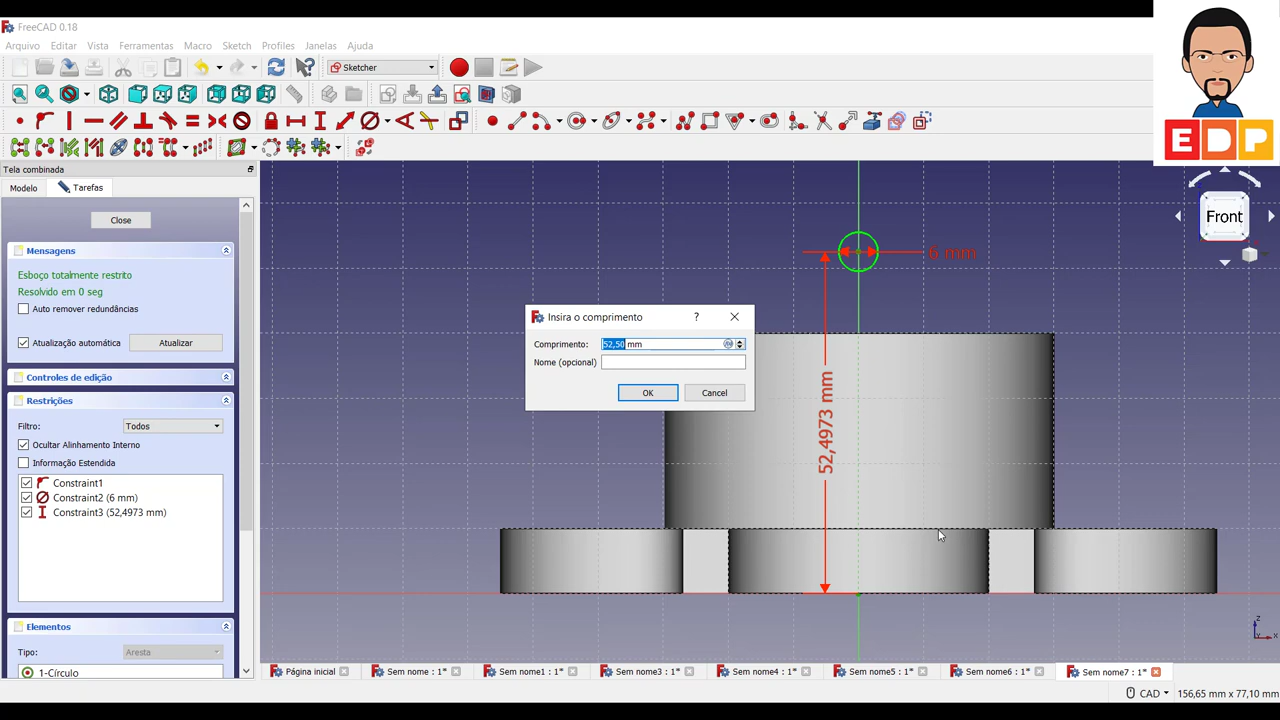 FreeCAD 0.18
Arquivo Editar Vista Ferramentas Macro Sketch Profiles Janelas Ajuda
Sketcher
EDP
Tela combinada
Modelo Tarefas
Close
Mensagens
Esboço totalmente restrito
Resolvido em 0 seg
Auto remover redundâncias
Atualização automática Atualizar
Controles de edição
Restrições
Filtro: Todos
Ocultar Alinhamento Interno
Informação Estendida
Constraint1
Constraint2 (6 mm)
Constraint3 (52,4973 mm)
Elementos
Tipo: Aresta
1-Círculo
Front
6 mm
52,4973 mm
Insira o comprimento
Comprimento: 52,50 mm
Nome (opcional)
OK Cancel
Z
X
Página inicial Sem nome : 1* Sem nome1 : 1* Sem nome3 : 1* Sem nome4 : 1* Sem nome5 : 1* Sem nome6 : 1* Sem nome7 : 1*
CAD 156,65 mm x 77,10 mm